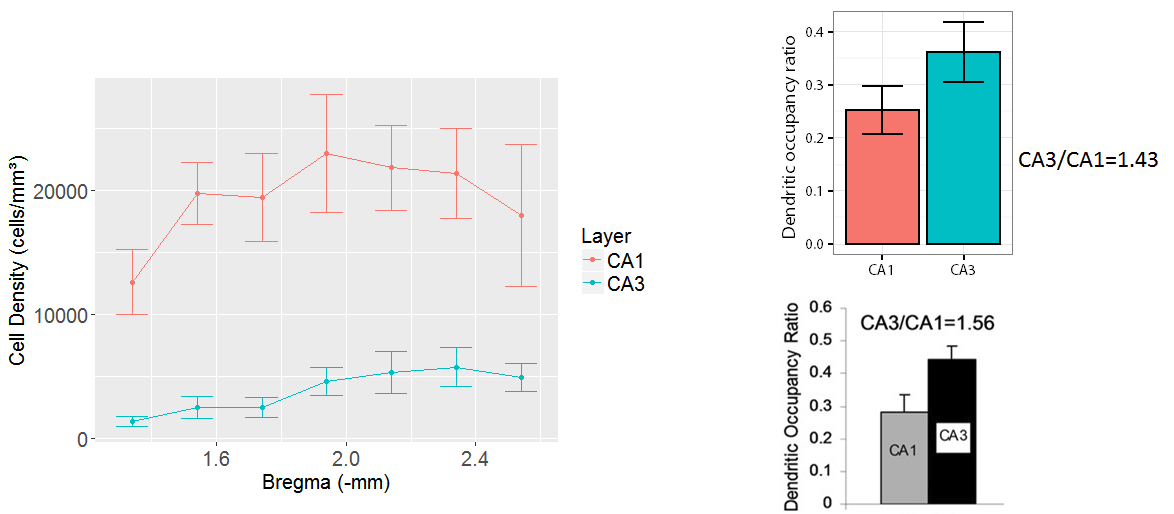 Cell Density (cells/mm³)
20000
10000
0
1.6 2.0 2.4
Bregma (-mm)
Layer
CA1
CA3
Dendritic occupancy ratio
0.4
0.3
0.2
0.1
0.0
CA1 CA3
CA3/CA1=1.43
Dendritic Occupancy Ratio
0.6
0.5
0.4
0.3
0.2
0.1
0
CA3/CA1=1.56
CA1
CA3